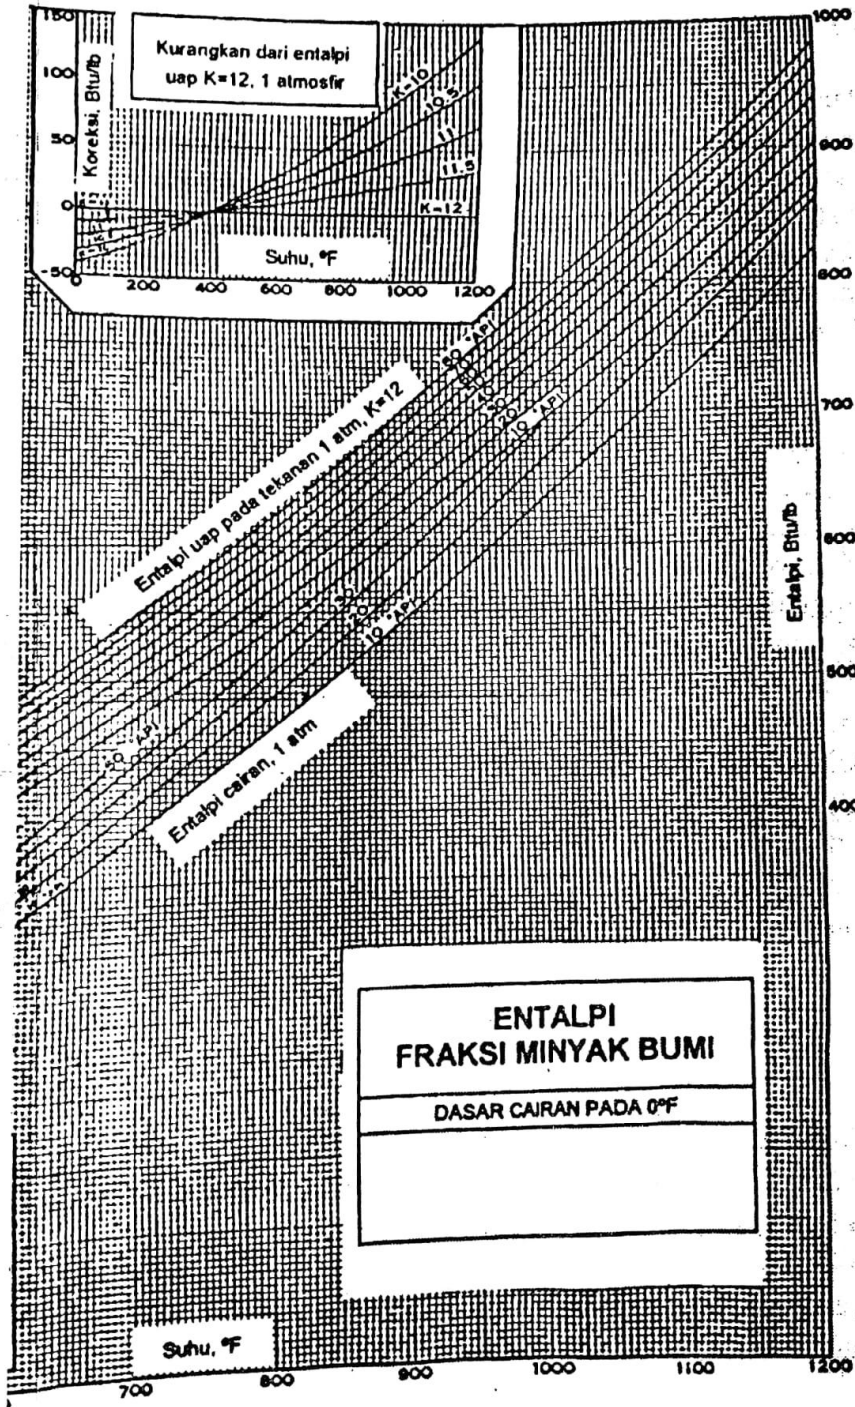 150
100
50
0
-50
Koreksi, Btu/lb
Kurangkan dari entalpi
uap K=12, 1 atmosfir
K=10
10.5
11
11.5
K=12
Suhu, °F
0
200
400
600
800
1000
1200
1000
900
800
700
600
500
400
Entalpi, Btu/lb
Entalpi uap pada tekanan 1 atm, K=12
40
10 °API
20
10 °API
Entalpi cairan, 1 atm
ENTALPI
FRAKSI MINYAK BUMI
DASAR CAIRAN PADA 0°F
Suhu, °F
700
800
900
1000
1100
1200